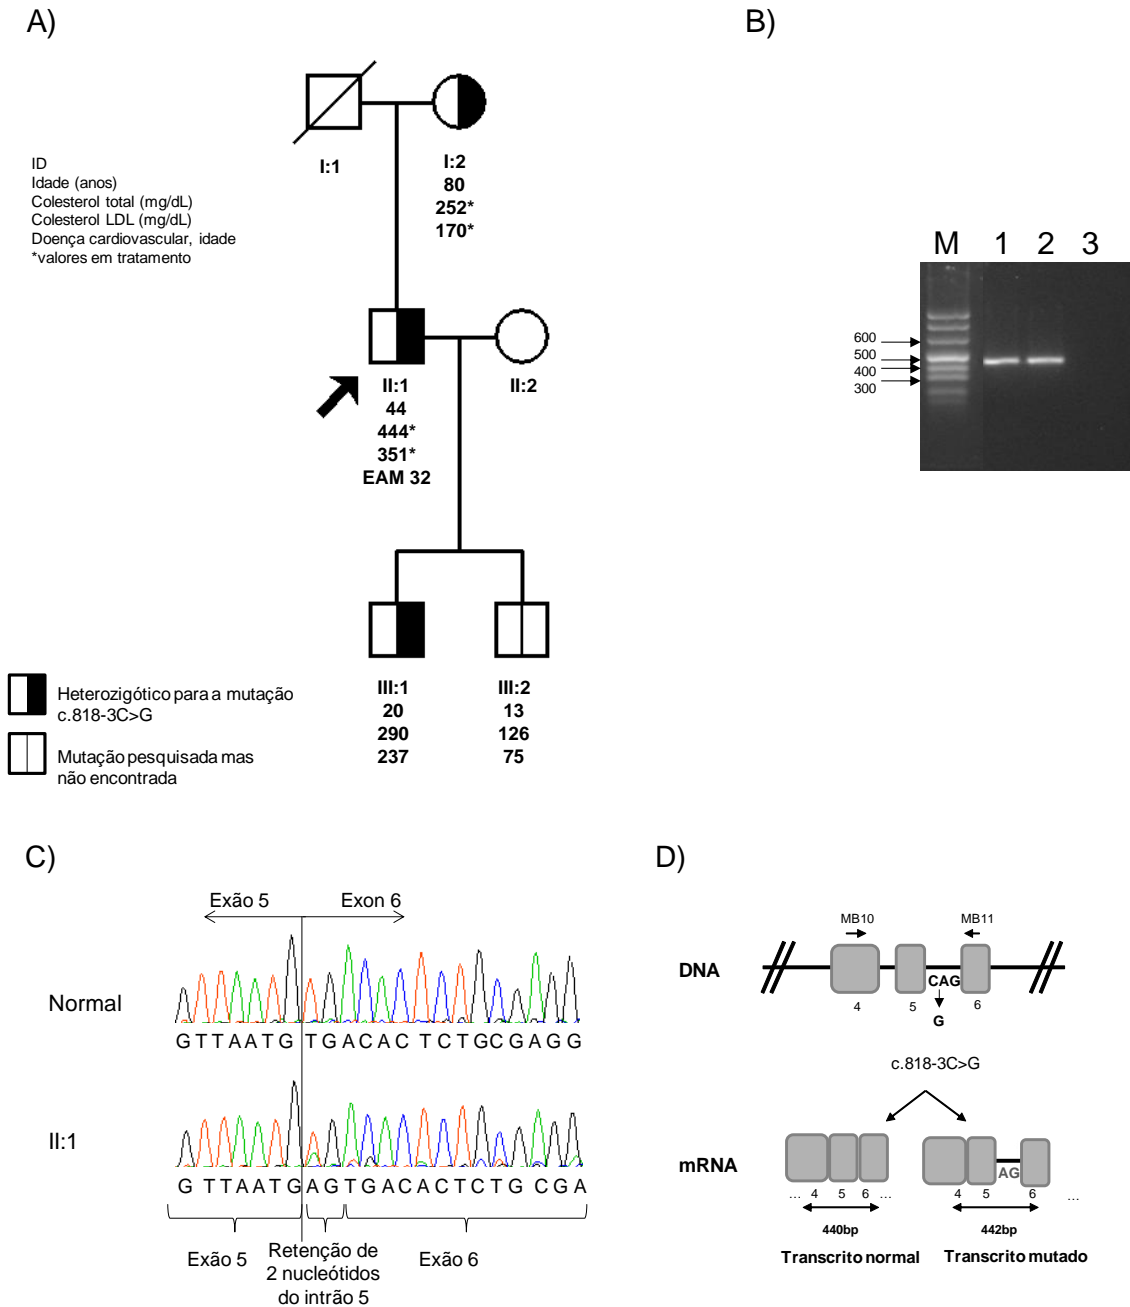 A)
B)
ID
Idade (anos)
Colesterol total (mg/dL)
Colesterol LDL (mg/dL)
Doença cardiovascular, idade
*valores em tratamento
I:1
I:2
80
252*
170*
II:1
44
444*
351*
EAM 32
II:2
III:1
20
290
237
III:2
13
126
75
Heterozigótico para a mutação
c.818-3C>G
Mutação pesquisada mas
não encontrada
M 1 2 3
600
500
400
300
C)
Exão 5
Exon 6
Normal
G T T A A T G T G A C A C T C T G C G A G G
II:1
G T T A A T G A G T G A C A C T C T G C G A
Exão 5
Retenção de
2 nucleótidos
do intrão 5
Exão 6
D)
MB10
MB11
DNA
CAG
4
5
6
G
c.818-3C>G
mRNA
AG
... 4 5 6 ...
4 5 6 ...
440bp
442bp
Transcrito normal
Transcrito mutado